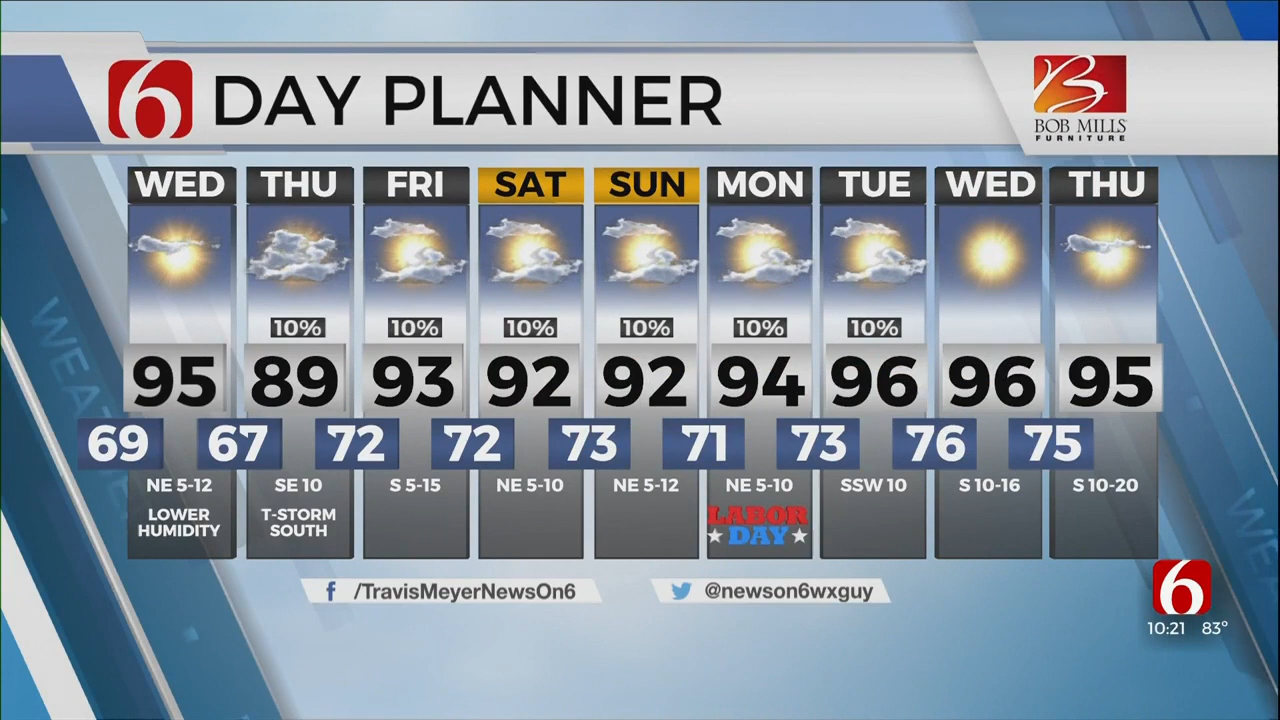 6 DAY PLANNER
BOB MILLS
FURNITURE
WED THU FRI SAT SUN MON TUE WED THU
10% 10% 10% 10% 10% 10%
95 89 93 92 92 94 96 96 95
69 67 72 72 73 71 73 76 75
NE 5-12 SE 10 S 5-15 NE 5-10 NE 5-12 NE 5-10 SSW 10 S 10-16 S 10-20
LOWER
HUMIDITY
T-STORM
SOUTH
LABOR
DAY
f /TravisMeyerNewsOn6 @newson6wxguy
6
10:21 83°